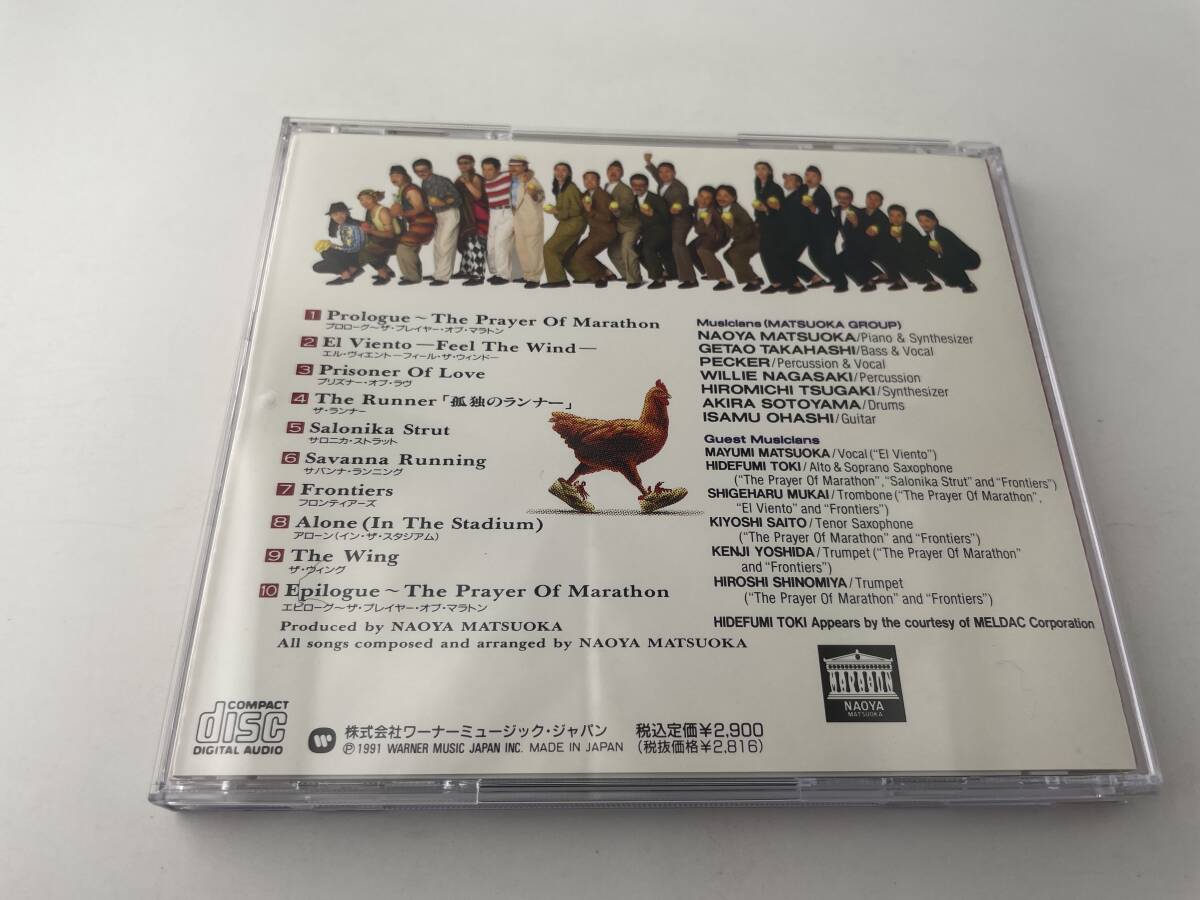 1 Prologue~The Prayer Of Marathon
プロローグ~ザ・プレイヤー・オブ・マラトン
2 El Viento—Feel The Wind—
エル・ヴィエント—フィール・ザ・ウィンド—
3 Prisoner Of Love
プリズナー・オブ・ラヴ
4 The Runner「孤独のランナー」
ザ・ランナー
5 Salonika Strut
サロニカ・ストラット
6 Savanna Running
サバンナ・ランニング
7 Frontiers
フロンティアーズ
8 Alone(In The Stadium)
アローン(イン・ザ・スタジアム)
9 The Wing
ザ・ウィング
10 Epilogue~The Prayer Of Marathon
エピローグ~ザ・プレイヤー・オブ・マラトン
Produced by NAOYA MATSUOKA
All songs composed and arranged by NAOYA MATSUOKA
Musicians(MATSUOKA GROUP)
NAOYA MATSUOKA/Piano & Synthesizer
GETAO TAKAHASHI/Bass & Vocal
PECKER/Percussion & Vocal
WILLIE NAGASAKI/Percussion
HIROMICHI TSUGAKI/Synthesizer
AKIRA SOTOYAMA/Drums
ISAMU OHASHI/Guitar
Guest Musicians
MAYUMI MATSUOKA/Vocal("El Viento")
HIDEFUMI TOKI/Alto & Soprano Saxophone
("The Prayer Of Marathon", "Salonika Strut" and "Frontiers")
SHIGEHARU MUKAI/Trombone("The Prayer Of Marathon",
"El Viento" and "Frontiers")
KIYOSHI SAITO/Tenor Saxophone
("The Prayer Of Marathon" and "Frontiers")
KENJI YOSHIDA/Trumpet("The Prayer Of Marathon"
and "Frontiers")
HIROSHI SHINOMIYA/Trumpet
("The Prayer Of Marathon" and "Frontiers")
HIDEFUMI TOKI Appears by the courtesy of MELDAC Corporation
MARATON
NAOYA
MATSUOKA
COMPACT
disc
DIGITAL AUDIO
株式会社ワーナーミュージック・ジャパン
℗1991 WARNER MUSIC JAPAN INC. MADE IN JAPAN
税込定価¥2,900
(税抜価格¥2,816)